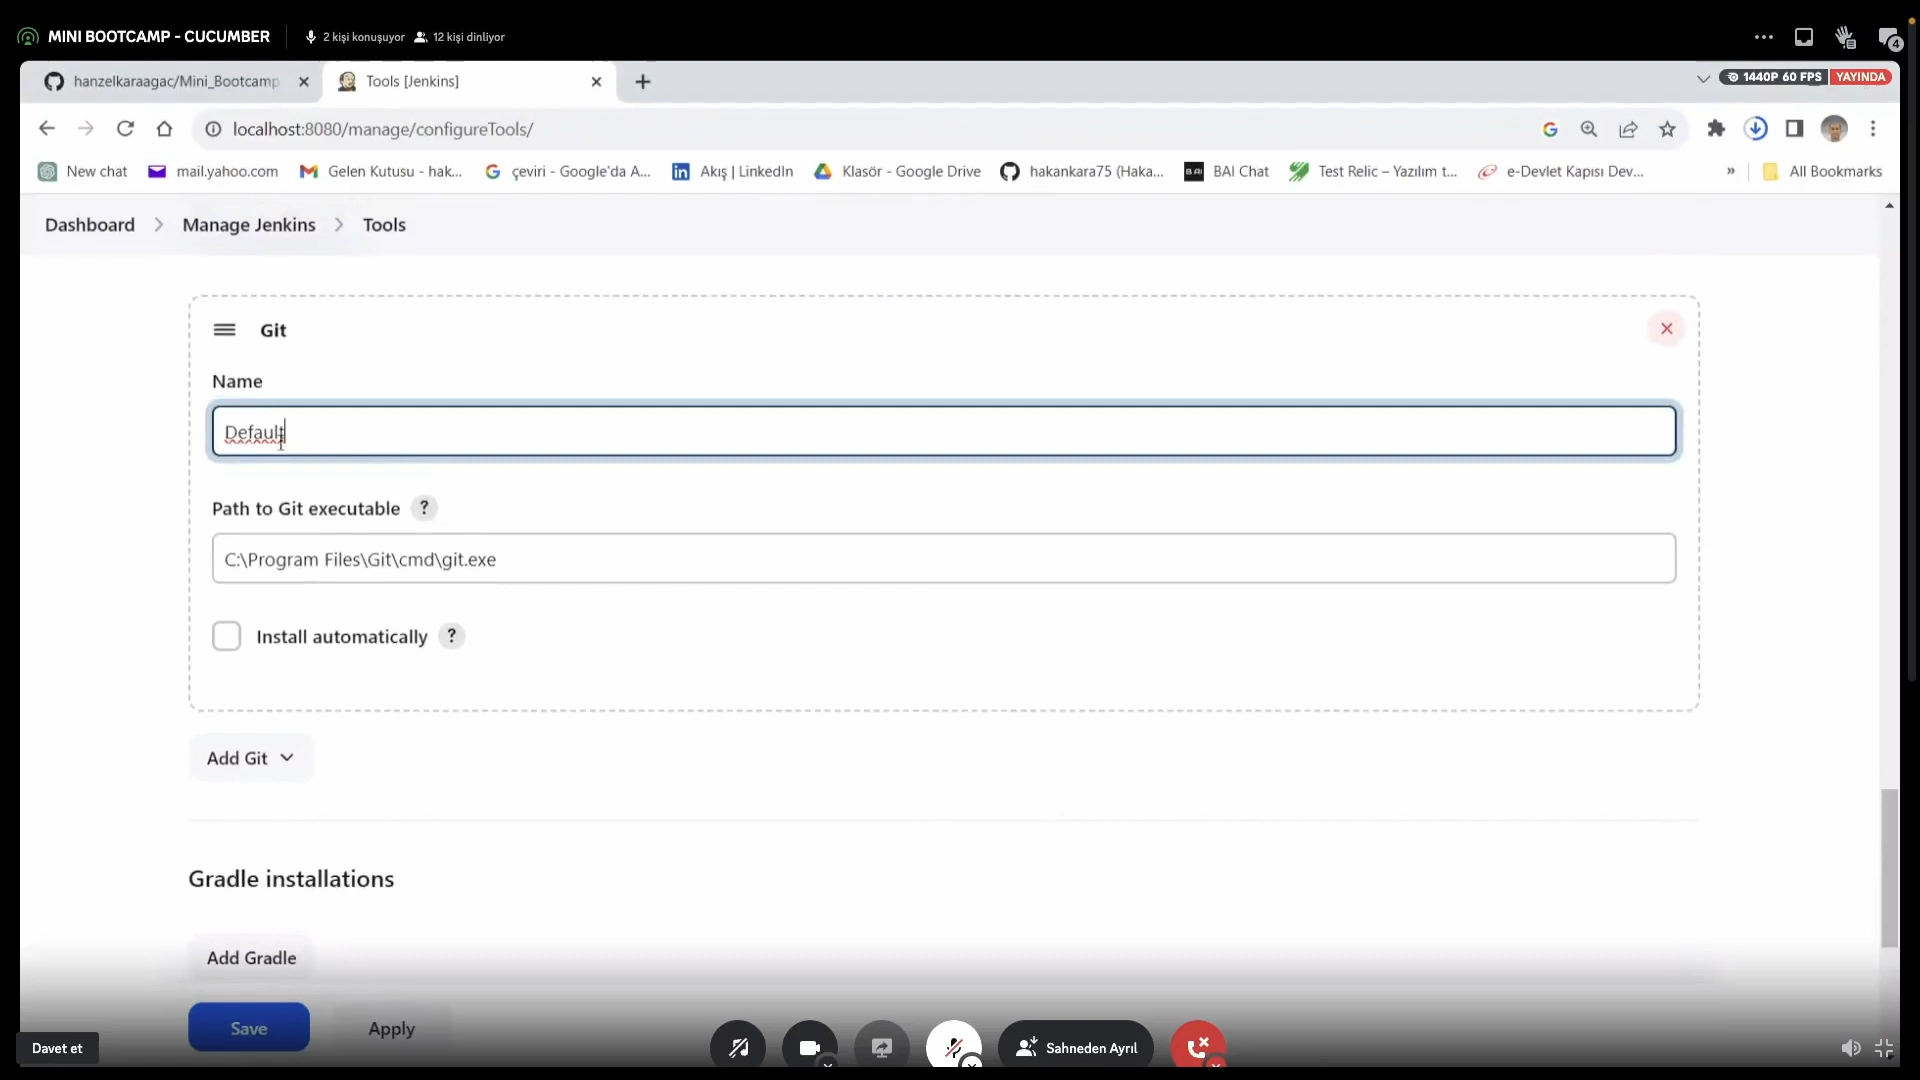 MINI BOOTCAMP - CUCUMBER
2 kişi konuşuyor
12 kişi dinliyor
4
hanzelkaraagac/Mini_Bootcamp
Tools [Jenkins]
1440P 60 FPS
YAYINDA
localhost:8080/manage/configureTools/
New chat
mail.yahoo.com
Gelen Kutusu - hak...
çeviri - Google'da A...
Akış | LinkedIn
Klasör - Google Drive
hakankara75 (Haka...
BAI Chat
Test Relic – Yazılım t...
e-Devlet Kapısı Dev...
»
All Bookmarks
Dashboard > Manage Jenkins > Tools
Git
Name
Default
Path to Git executable ?
C:\Program Files\Git\cmd\git.exe
Install automatically ?
Add Git
Gradle installations
Add Gradle
Save
Apply
Davet et
Sahneden Ayrıl